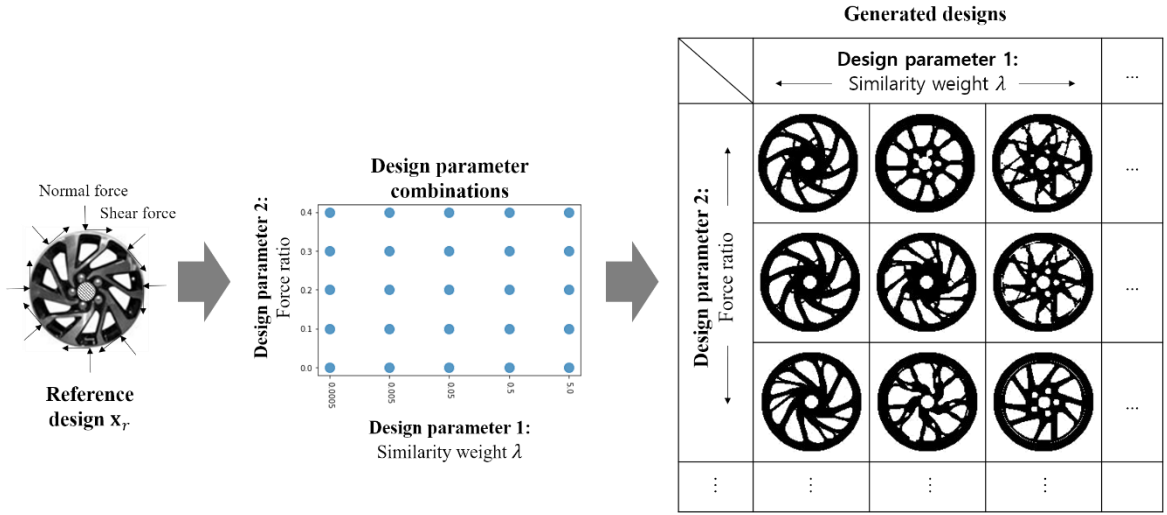 Normal force
Shear force
Reference
design x_r
Design parameter
combinations
Design parameter 2:
Force ratio
0.4
0.3
0.2
0.1
0.0
0.0005
0.005
0.05
0.5
5.0
Design parameter 1:
Similarity weight λ
Generated designs
Design parameter 1:
Similarity weight λ
...
Design parameter 2:
Force ratio
...
...
...
⋮
⋮
⋮
⋮